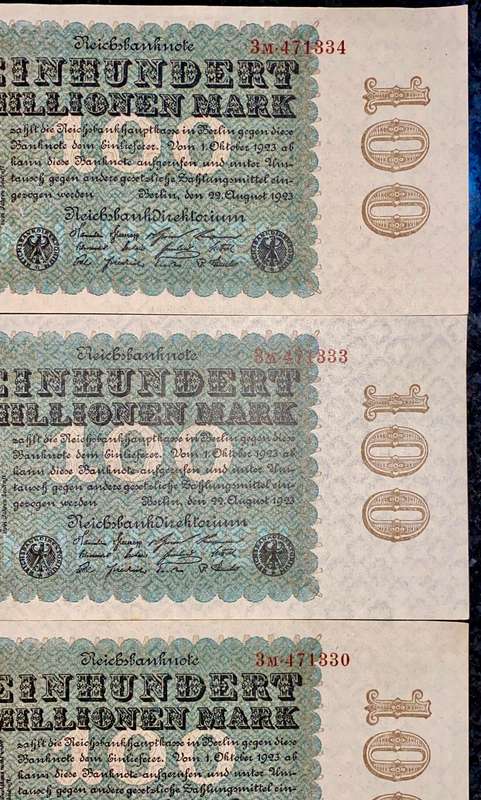 Reichsbanknote 3M·471334
EINHUNDERT
MILLIONEN MARK
zahlt die Reichsbankhauptkasse in Berlin gegen diese
Banknote dem Einlieferer. Vom 1. Oktober 1923 ab
kann diese Banknote aufgerufen und unter Um-
tausch gegen andere gesetzliche Zahlungsmittel ein-
gezogen werden Berlin, den 22. August 1923
Reichsbankdirektorium
100
Reichsbanknote 3M·471333
EINHUNDERT
MILLIONEN MARK
zahlt die Reichsbankhauptkasse in Berlin gegen diese
Banknote dem Einlieferer. Vom 1. Oktober 1923 ab
kann diese Banknote aufgerufen und unter Um-
tausch gegen andere gesetzliche Zahlungsmittel ein-
gezogen werden Berlin, den 22. August 1923
Reichsbankdirektorium
100
Reichsbanknote 3M·471330
EINHUNDERT
MILLIONEN MARK
zahlt die Reichsbankhauptkasse in Berlin gegen diese
Banknote dem Einlieferer. Vom 1. Oktober 1923 ab
kann diese Banknote aufgerufen und unter Um-
tausch gegen andere gesetzliche Zahlungsmittel ein-
100